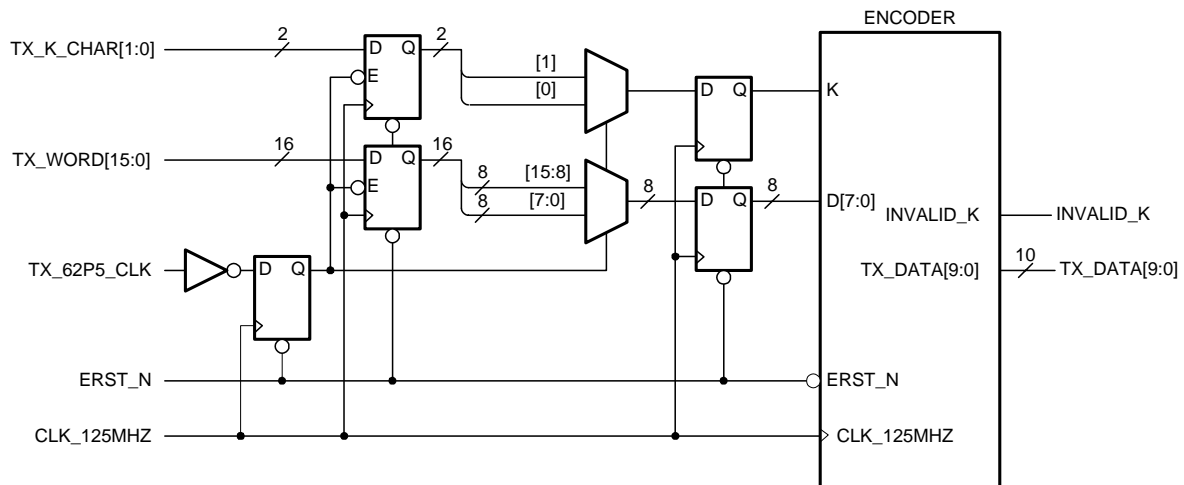 ENCODER
TX_K_CHAR[1:0]
2
D
Q
2
E
[1]
[0]
D
Q
K
TX_WORD[15:0]
16
D
Q
16
E
8
[15:8]
8
[7:0]
8
D
Q
8
D[7:0]
INVALID_K
INVALID_K
TX_62P5_CLK
D
Q
TX_DATA[9:0]
10
TX_DATA[9:0]
ERST_N
ERST_N
CLK_125MHZ
CLK_125MHZ